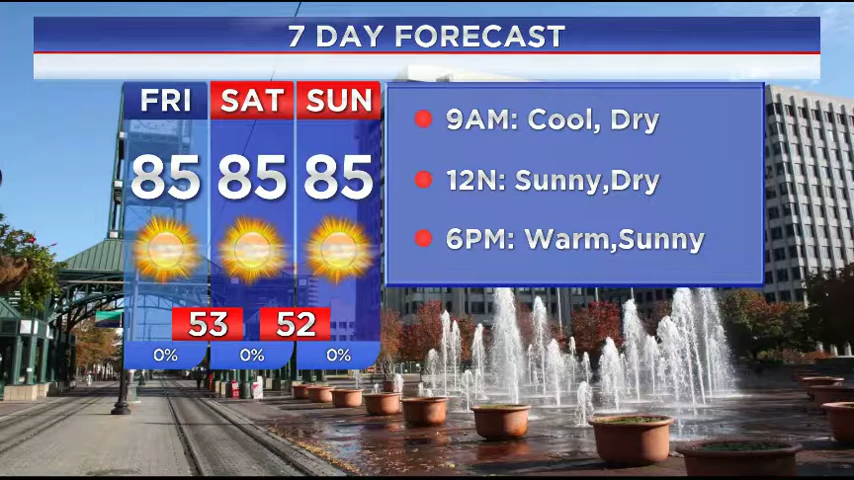 7 DAY FORECAST
FRI SAT SUN
85 85 85
53 52
0% 0% 0%
9AM: Cool, Dry
12N: Sunny,Dry
6PM: Warm,Sunny